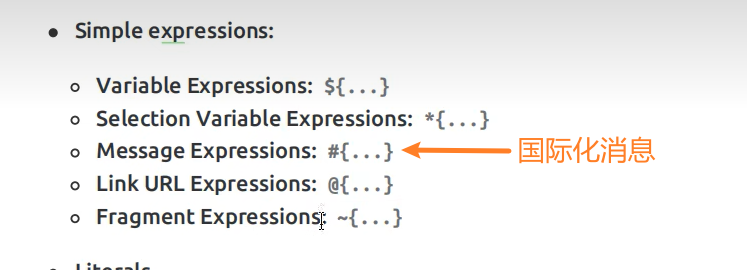 Simple expressions:
Variable Expressions: ${...}
Selection Variable Expressions: *{...}
Message Expressions: #{...} 国际化消息
Link URL Expressions: @{...}
Fragment Expressions: ~{...}
Literals